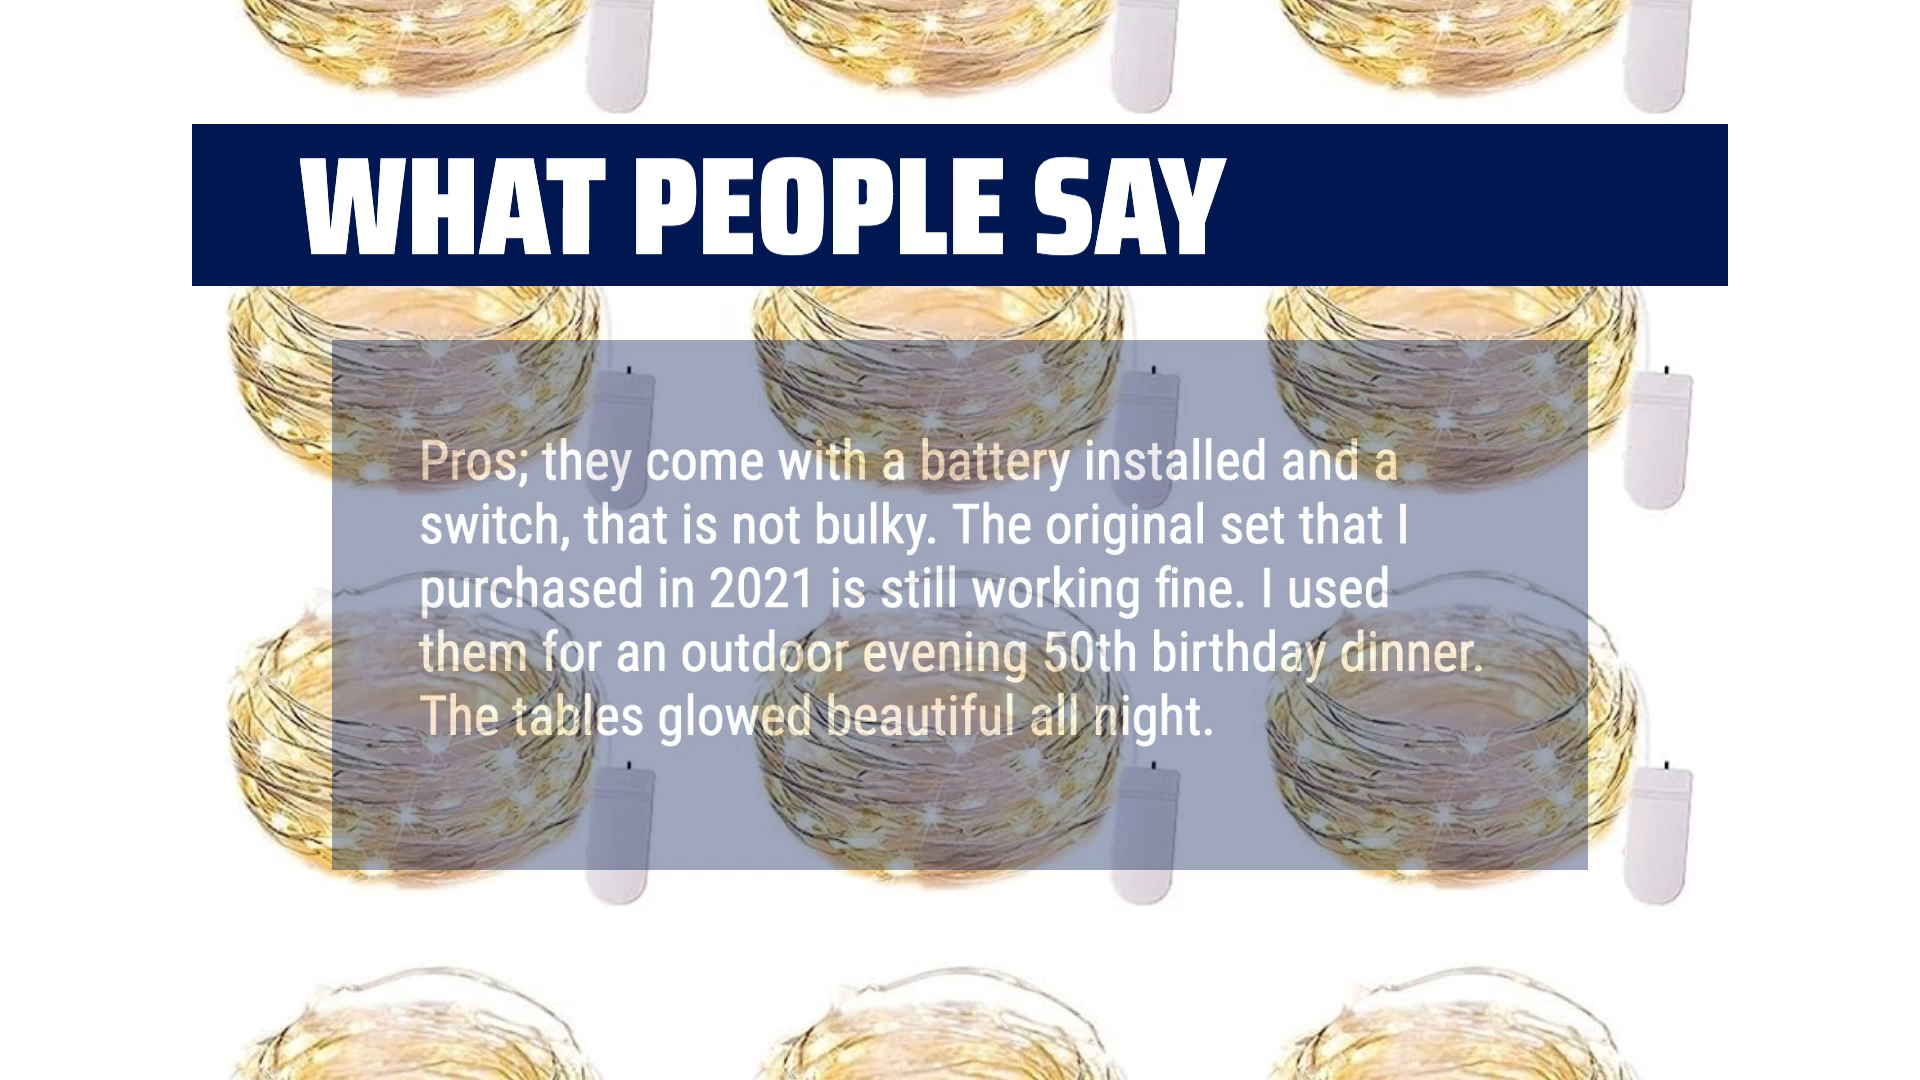 WHAT PEOPLE SAY
Pros; they come with a battery installed and a
switch, that is not bulky. The original set that I
purchased in 2021 is still working fine. I used
them for an outdoor evening 50th birthday dinner.
The tables glowed beautiful all night.